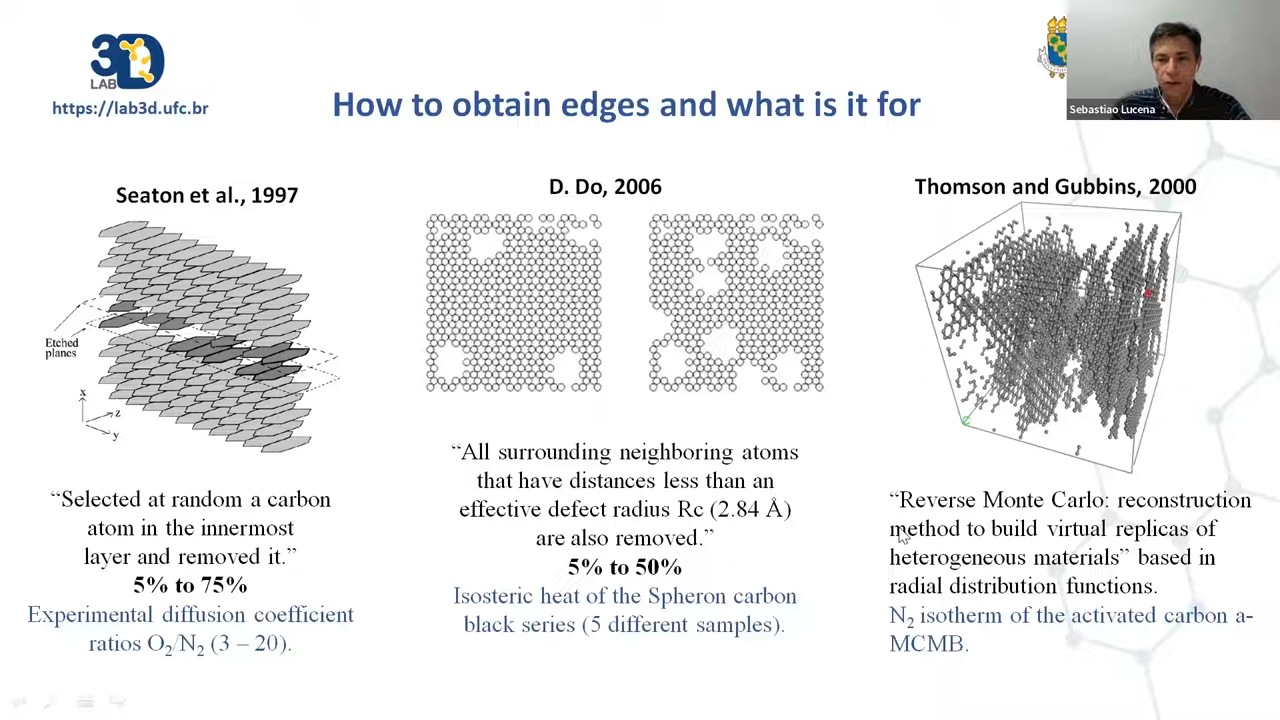 3D
LAB
https://lab3d.ufc.br
How to obtain edges and what is it for
Sebastiao Lucena
Seaton et al., 1997
Etched
planes
x
z
y
“Selected at random a carbon
atom in the innermost
layer and removed it.”
5% to 75%
Experimental diffusion coefficient
ratios O₂/N₂ (3 – 20).
D. Do, 2006
“All surrounding neighboring atoms
that have distances less than an
effective defect radius Rc (2.84 Å)
are also removed.”
5% to 50%
Isosteric heat of the Spheron carbon
black series (5 different samples).
Thomson and Gubbins, 2000
“Reverse Monte Carlo: reconstruction
method to build virtual replicas of
heterogeneous materials” based in
radial distribution functions.
N₂ isotherm of the activated carbon a-
MCMB.